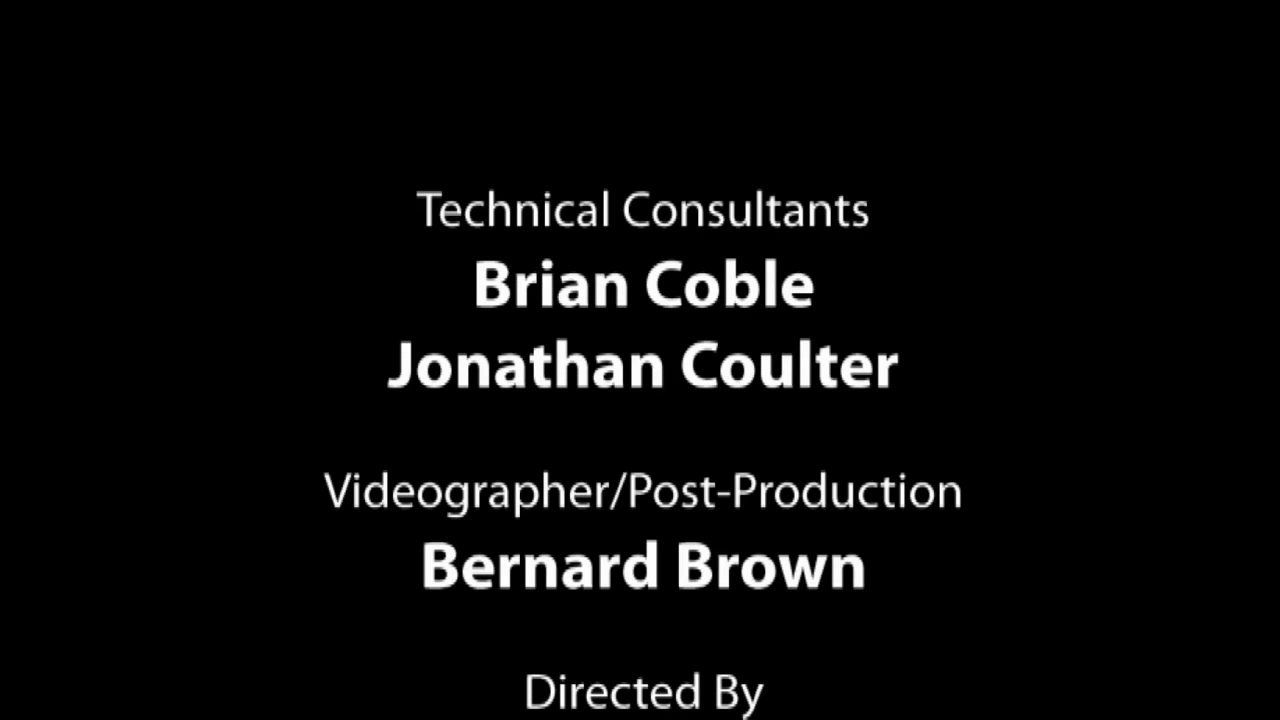 Technical Consultants
Brian Coble
Jonathan Coulter
Videographer/Post-Production
Bernard Brown
Directed By